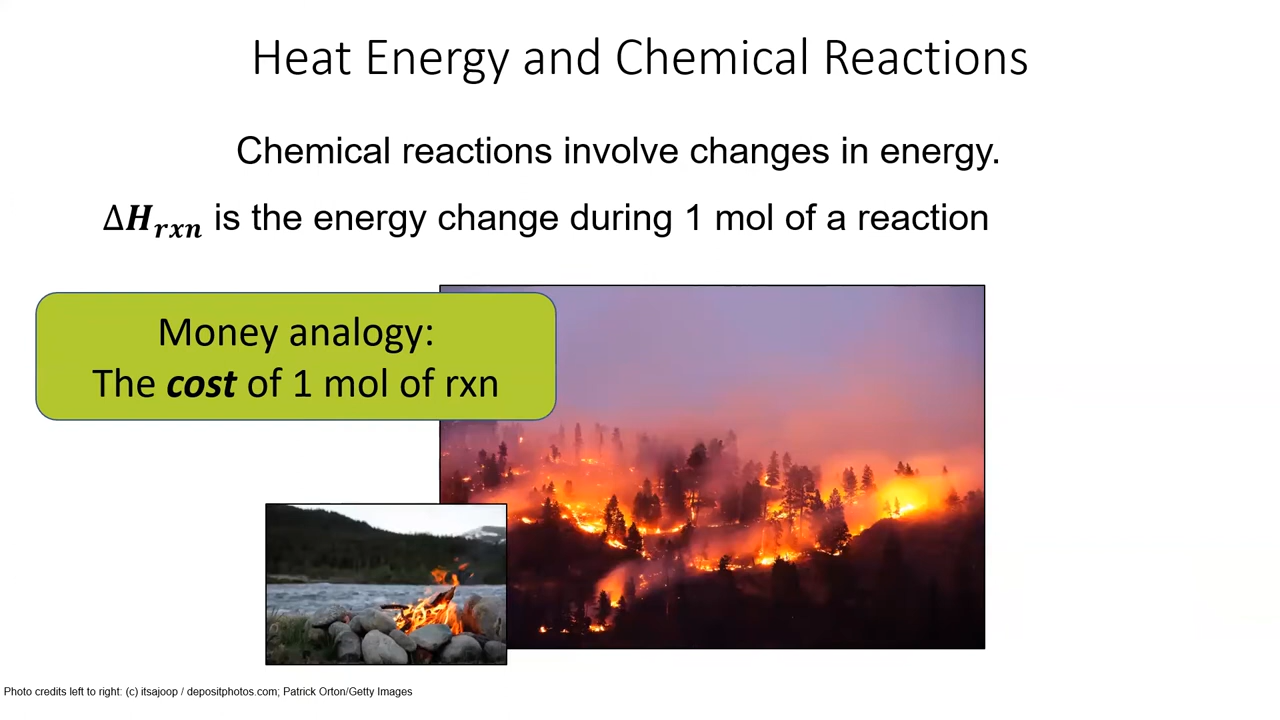 Heat Energy and Chemical Reactions
Chemical reactions involve changes in energy.
Δ𝑯𝒓𝒙𝒏 is the energy change during 1 mol of a reaction
Money analogy:
The cost of 1 mol of rxn
Photo credits left to right: (c) itsajoop / depositphotos.com; Patrick Orton/Getty Images